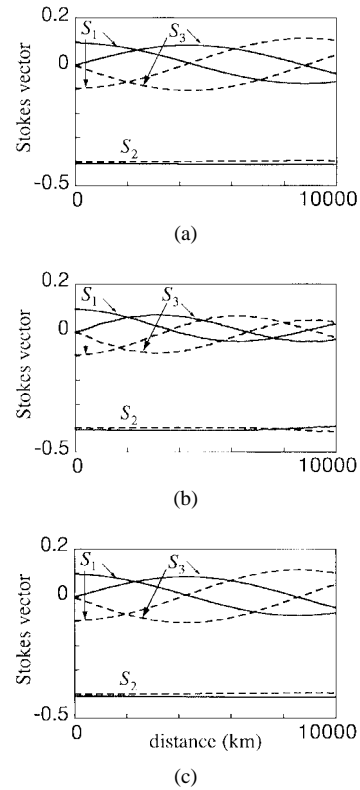 0.2
S1
S3
Stokes vector
0
S2
-0.5
0
10000
(a)
0.2
S1
S3
Stokes vector
0
S2
-0.5
0
10000
(b)
0.2
S1
S3
Stokes vector
0
S2
-0.5
0
distance (km)
10000
(c)